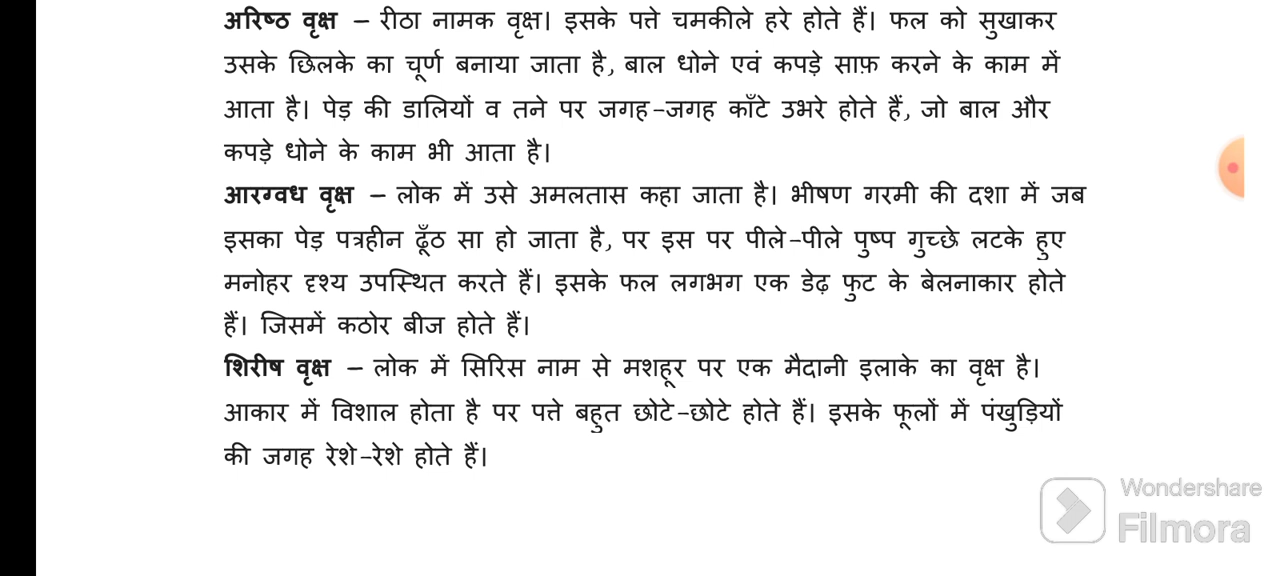 अरिष्ठ वृक्ष – रीठा नामक वृक्ष। इसके पत्ते चमकीले हरे होते हैं। फल को सुखाकर
उसके छिलके का चूर्ण बनाया जाता है, बाल धोने एवं कपड़े साफ़ करने के काम में
आता है। पेड़ की डालियों व तने पर जगह-जगह काँटे उभरे होते हैं, जो बाल और
कपड़े धोने के काम भी आता है।
आरग्वध वृक्ष – लोक में उसे अमलतास कहा जाता है। भीषण गरमी की दशा में जब
इसका पेड़ पत्रहीन ढूँठ सा हो जाता है, पर इस पर पीले-पीले पुष्प गुच्छे लटके हुए
मनोहर दृश्य उपस्थित करते हैं। इसके फल लगभग एक डेढ़ फुट के बेलनाकार होते
हैं। जिसमें कठोर बीज होते हैं।
शिरीष वृक्ष – लोक में सिरिस नाम से मशहूर पर एक मैदानी इलाके का वृक्ष है।
आकार में विशाल होता है पर पत्ते बहुत छोटे-छोटे होते हैं। इसके फूलों में पंखुड़ियों
की जगह रेशे-रेशे होते हैं।
Wondershare
Filmora